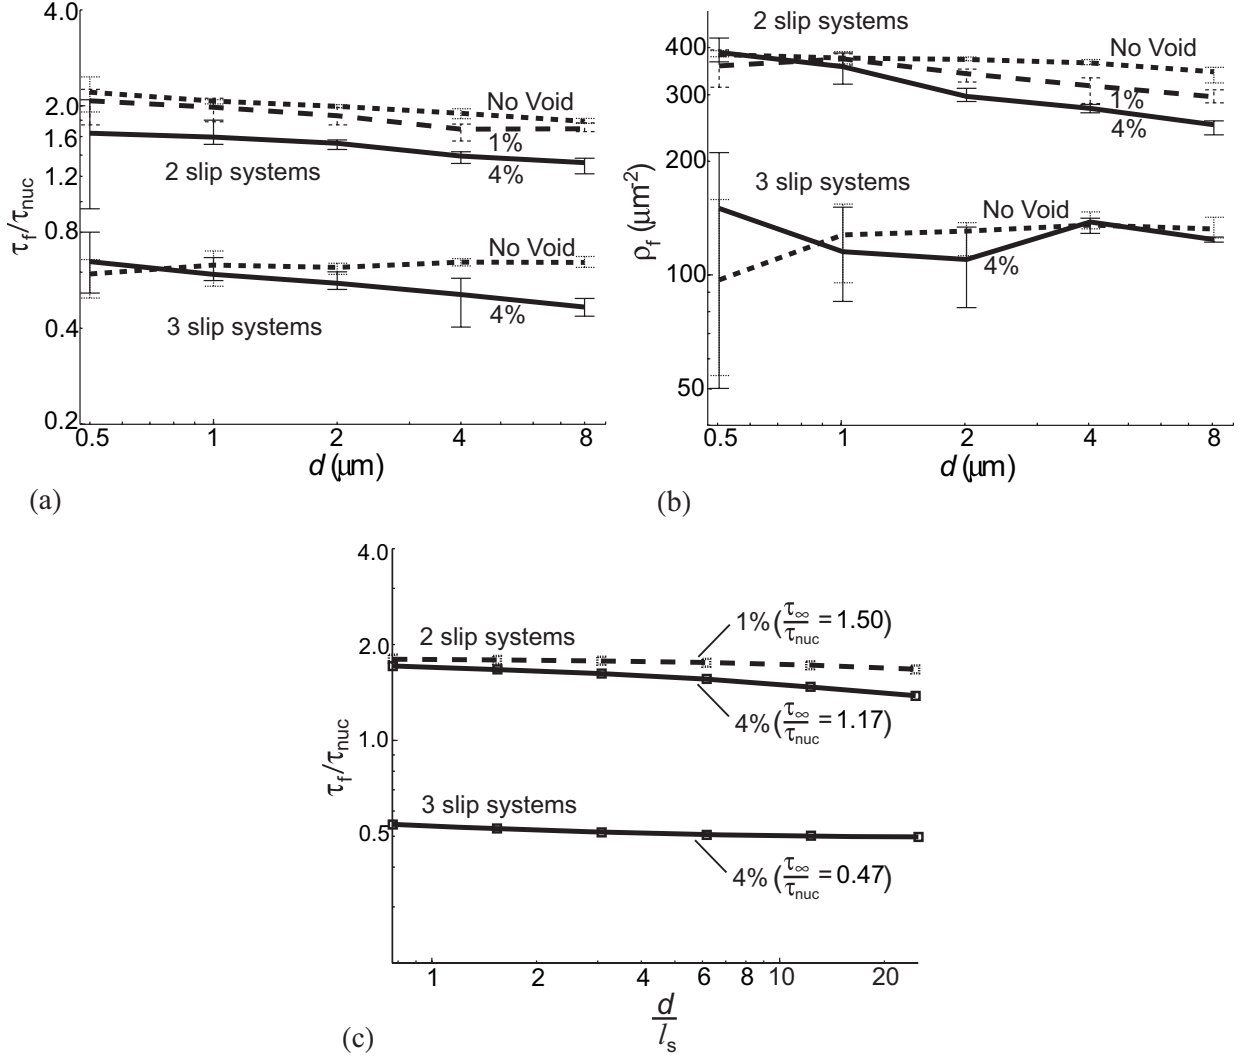 4.0
2.0
1.6
1.2
0.8
0.4
0.2
τf/τnuc
No Void
1%
4%
2 slip systems
No Void
4%
3 slip systems
0.5 1 2 4 8
d (μm)
(a)
400
300
200
100
50
ρf (μm-2)
2 slip systems
No Void
1%
4%
3 slip systems
No Void
4%
0.5 1 2 4 8
d (μm)
(b)
4.0
2.0
1.0
0.5
τf/τnuc
2 slip systems
1% (τ∞/τnuc = 1.50)
4% (τ∞/τnuc = 1.17)
3 slip systems
4% (τ∞/τnuc = 0.47)
1 2 4 6 8 10 20
d
ls
(c)